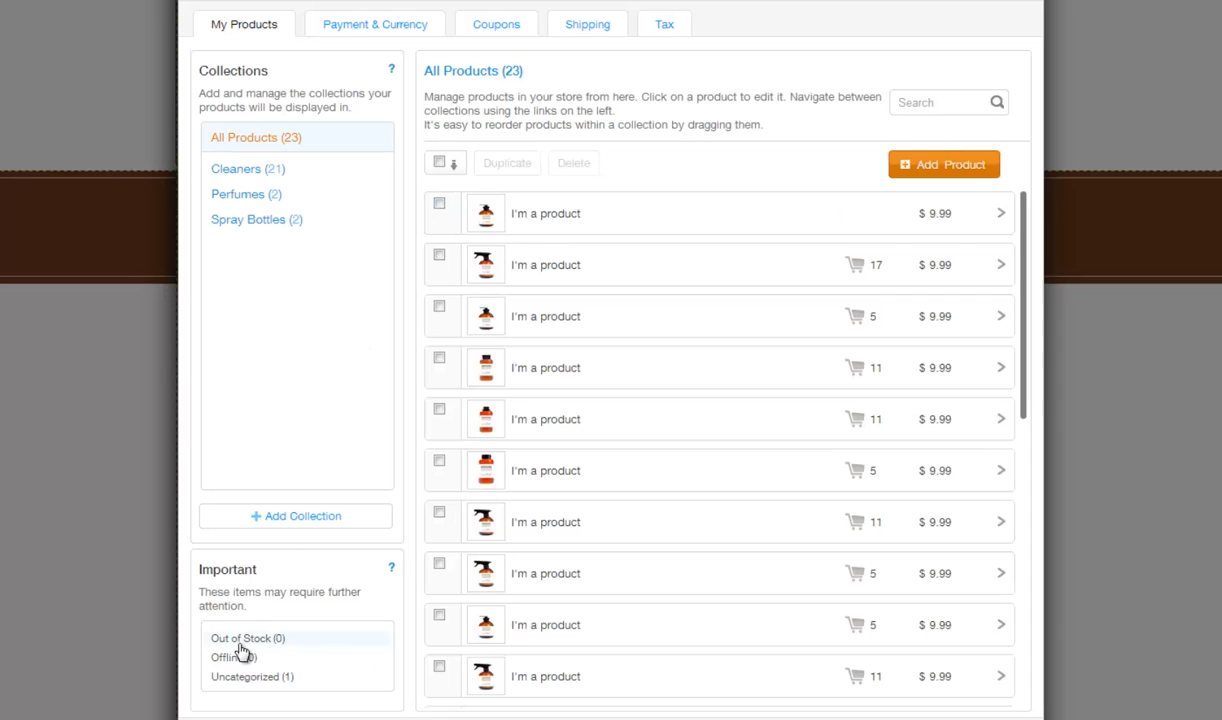 My Products
Payment & Currency
Coupons
Shipping
Tax
Collections
?
Add and manage the collections your
products will be displayed in.
All Products (23)
Cleaners (21)
Perfumes (2)
Spray Bottles (2)
+ Add Collection
Important
?
These items may require further
attention.
Out of Stock (0)
Uncategorized (1)
All Products (23)
Manage products in your store from here. Click on a product to edit it. Navigate between
collections using the links on the left.
It's easy to reorder products within a collection by dragging them.
Search
Duplicate
Delete
Add Product
I'm a product $ 9.99
I'm a product 17 $ 9.99
I'm a product 5 $ 9.99
I'm a product 11 $ 9.99
I'm a product 11 $ 9.99
I'm a product 5 $ 9.99
I'm a product 11 $ 9.99
I'm a product 5 $ 9.99
I'm a product 5 $ 9.99
I'm a product 11 $ 9.99